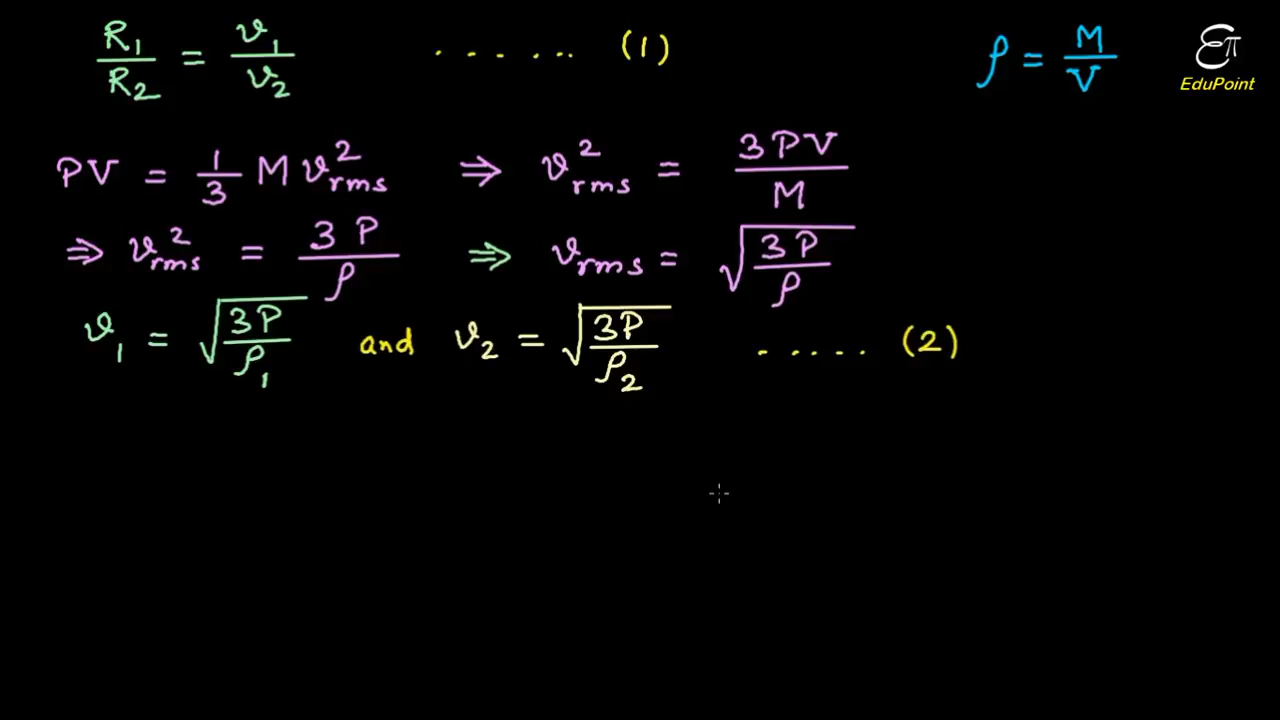 R₁/R₂ = v₁/v₂ ...... (1) ρ = M/V επ
EduPoint
PV = 1/3 M v²rms ⇒ v²rms = 3PV/M
⇒ v²rms = 3P/ρ ⇒ vrms = √(3P/ρ)
v₁ = √(3P/ρ₁) and v₂ = √(3P/ρ₂) ..... (2)